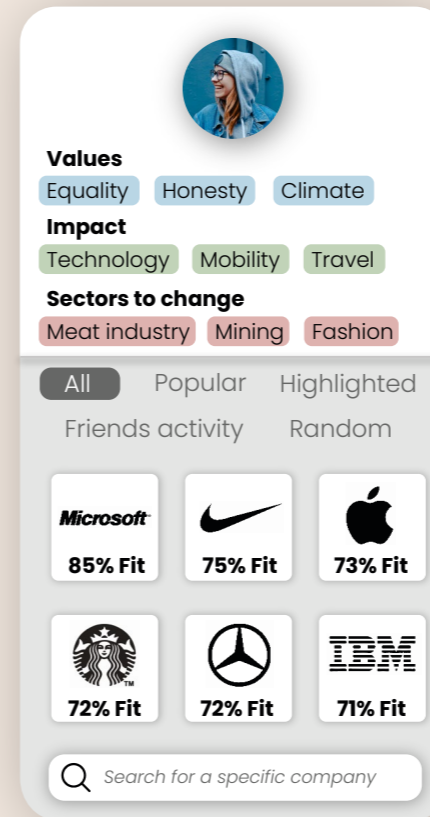 Values
Equality Honesty Climate
Impact
Technology Mobility Travel
Sectors to change
Meat industry Mining Fashion
All Popular Highlighted
Friends activity Random
Microsoft
85% Fit 75% Fit 73% Fit
TM IBM
72% Fit 72% Fit 71% Fit
Search for a specific company